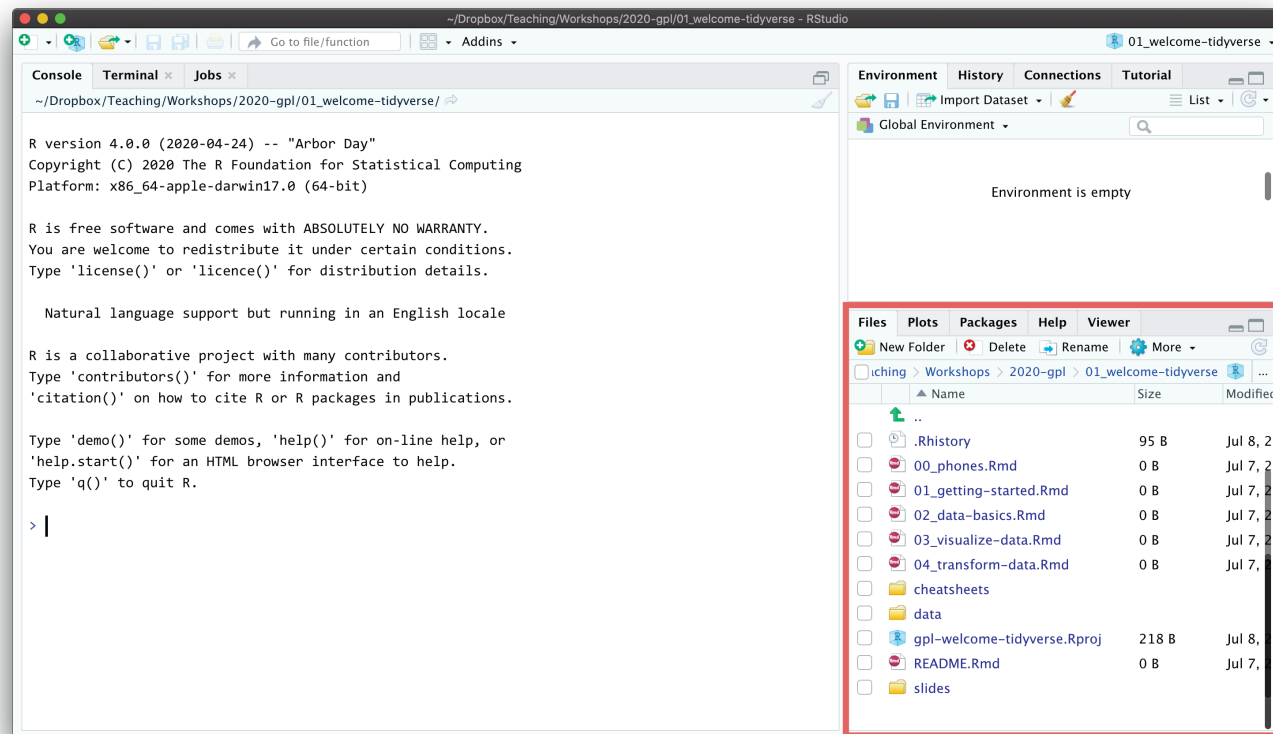 ~/Dropbox/Teaching/Workshops/2020-gpl/01_welcome-tidyverse - RStudio
Go to file/function Addins 01_welcome-tidyverse
Console Terminal Jobs
~/Dropbox/Teaching/Workshops/2020-gpl/01_welcome-tidyverse/
R version 4.0.0 (2020-04-24) -- "Arbor Day"
Copyright (C) 2020 The R Foundation for Statistical Computing
Platform: x86_64-apple-darwin17.0 (64-bit)
R is free software and comes with ABSOLUTELY NO WARRANTY.
You are welcome to redistribute it under certain conditions.
Type 'license()' or 'licence()' for distribution details.
Natural language support but running in an English locale
R is a collaborative project with many contributors.
Type 'contributors()' for more information and
'citation()' on how to cite R or R packages in publications.
Type 'demo()' for some demos, 'help()' for on-line help, or
'help.start()' for an HTML browser interface to help.
Type 'q()' to quit R.
>
Environment History Connections Tutorial
Import Dataset List
Global Environment
Environment is empty
Files Plots Packages Help Viewer
New Folder Delete Rename More
ching > Workshops > 2020-gpl > 01_welcome-tidyverse ...
Name Size Modified
..
.Rhistory 95 B Jul 8, 2
00_phones.Rmd 0 B Jul 7, 2
01_getting-started.Rmd 0 B Jul 7, 2
02_data-basics.Rmd 0 B Jul 7, 2
03_visualize-data.Rmd 0 B Jul 7, 2
04_transform-data.Rmd 0 B Jul 7, 2
cheatsheets
data
gpl-welcome-tidyverse.Rproj 218 B Jul 8,
README.Rmd 0 B Jul 7,
slides